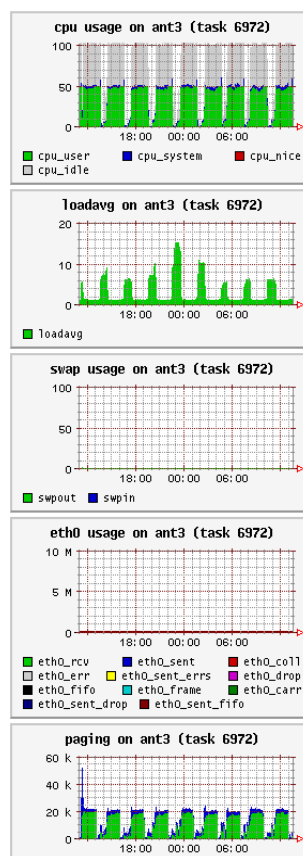 cpu usage on ant3 (task 6972)
100
50
0
18:00 00:00 06:00
cpu_user cpu_system cpu_nice
cpu_idle
loadavg on ant3 (task 6972)
20
10
0
18:00 00:00 06:00
loadavg
swap usage on ant3 (task 6972)
100
50
0
18:00 00:00 06:00
swpout swpin
eth0 usage on ant3 (task 6972)
10 M
5 M
0
18:00 00:00 06:00
eth0_rcv eth0_sent eth0_coll
eth0_err eth0_sent_errs eth0_drop
eth0_fifo eth0_frame eth0_carr
eth0_sent_drop eth0_sent_fifo
paging on ant3 (task 6972)
60 k
40 k
20 k
0
18:00 00:00 06:00